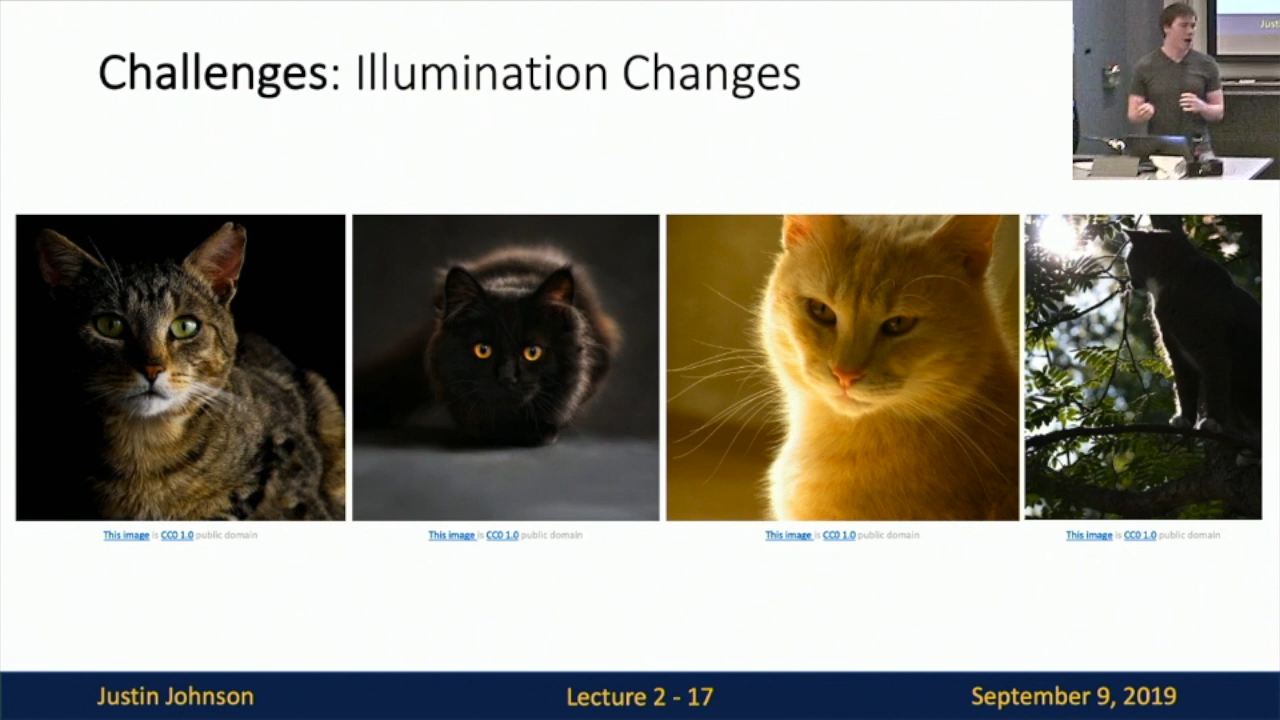 Challenges: Illumination Changes
Just
This image is CC0 1.0 public domain
This image is CC0 1.0 public domain
This image is CC0 1.0 public domain
This image is CC0 1.0 public domain
Justin Johnson
Lecture 2 - 17
September 9, 2019